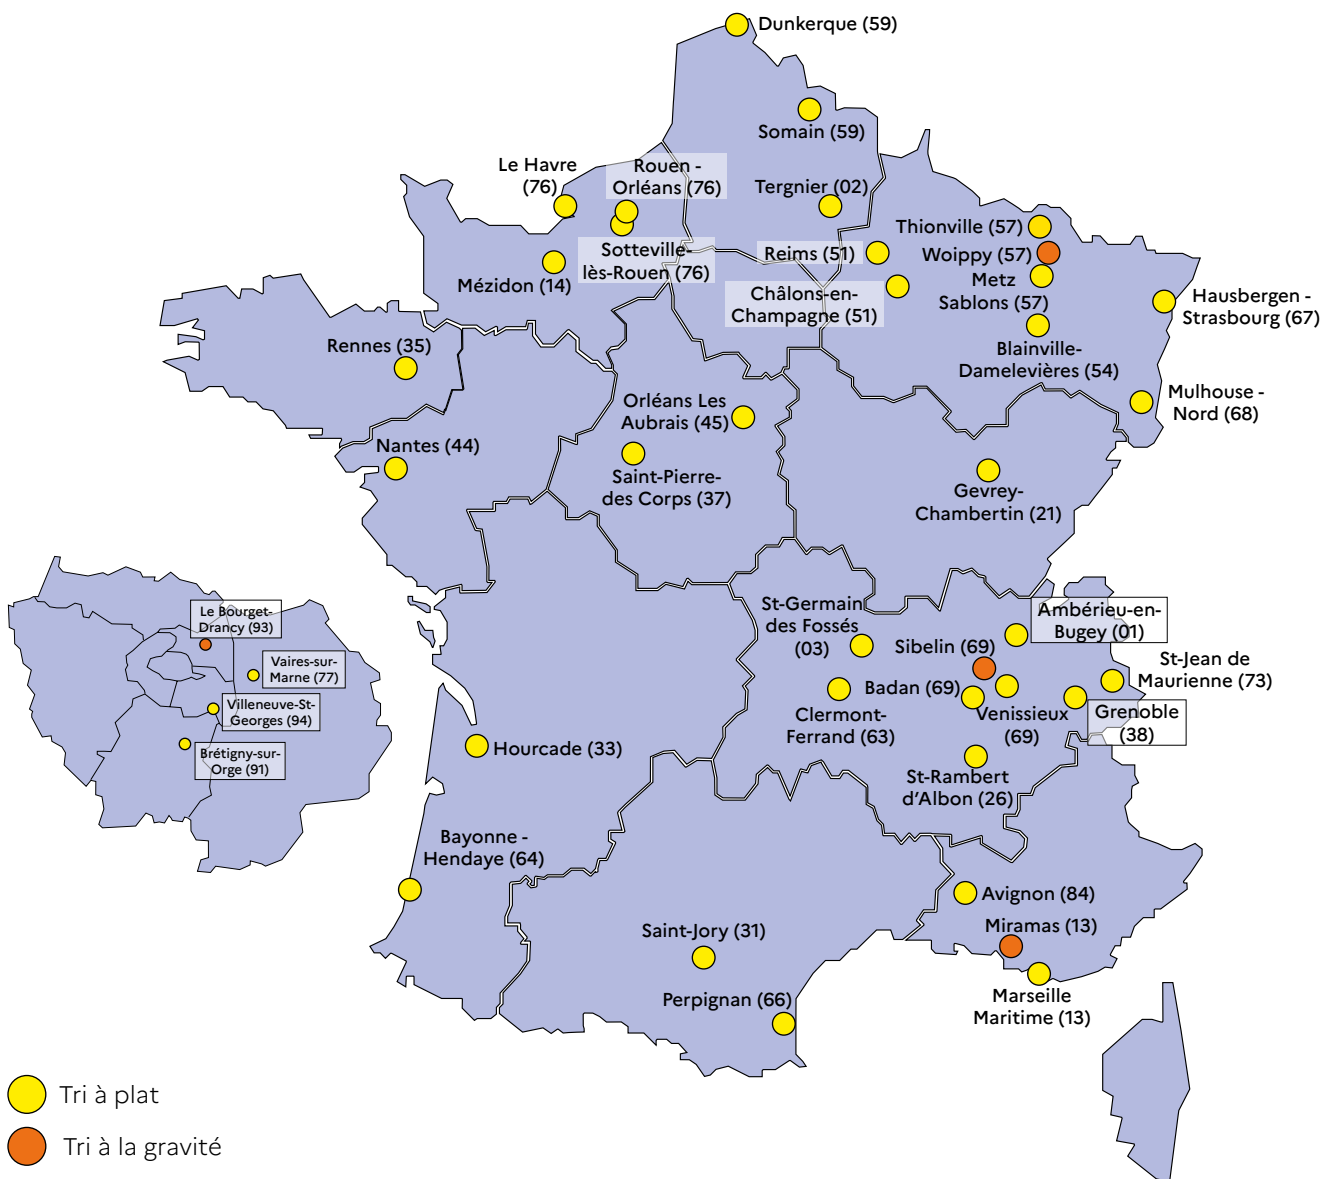 Dunkerque (59)
Somain (59)
Le Havre
(76)
Rouen -
Orléans (76)
Tergnier (02)
Sotteville-
lès-Rouen (76)
Mézidon (14)
Reims (51)
Châlons-en-
Champagne (51)
Thionville (57)
Woippy (57)
Metz
Sablons (57)
Hausbergen -
Strasbourg (67)
Blainville-
Damelevières (54)
Mulhouse -
Nord (68)
Rennes (35)
Nantes (44)
Orléans Les
Aubrais (45)
Saint-Pierre-
des Corps (37)
Gevrey-
Chambertin (21)
Le Bourget-
Drancy (93)
Vaires-sur-
Marne (77)
Villeneuve-St-
Georges (94)
Brétigny-sur-
Orge (91)
St-Germain
des Fossés
(03)
Ambérieu-en-
Bugey (01)
Sibelin (69)
St-Jean de
Maurienne (73)
Badan (69)
Clermont-
Ferrand (63)
Venissieux
(69)
Grenoble
(38)
Hourcade (33)
St-Rambert
d'Albon (26)
Bayonne -
Hendaye (64)
Avignon (84)
Miramas (13)
Saint-Jory (31)
Marseille
Maritime (13)
Perpignan (66)
Tri à plat
Tri à la gravité